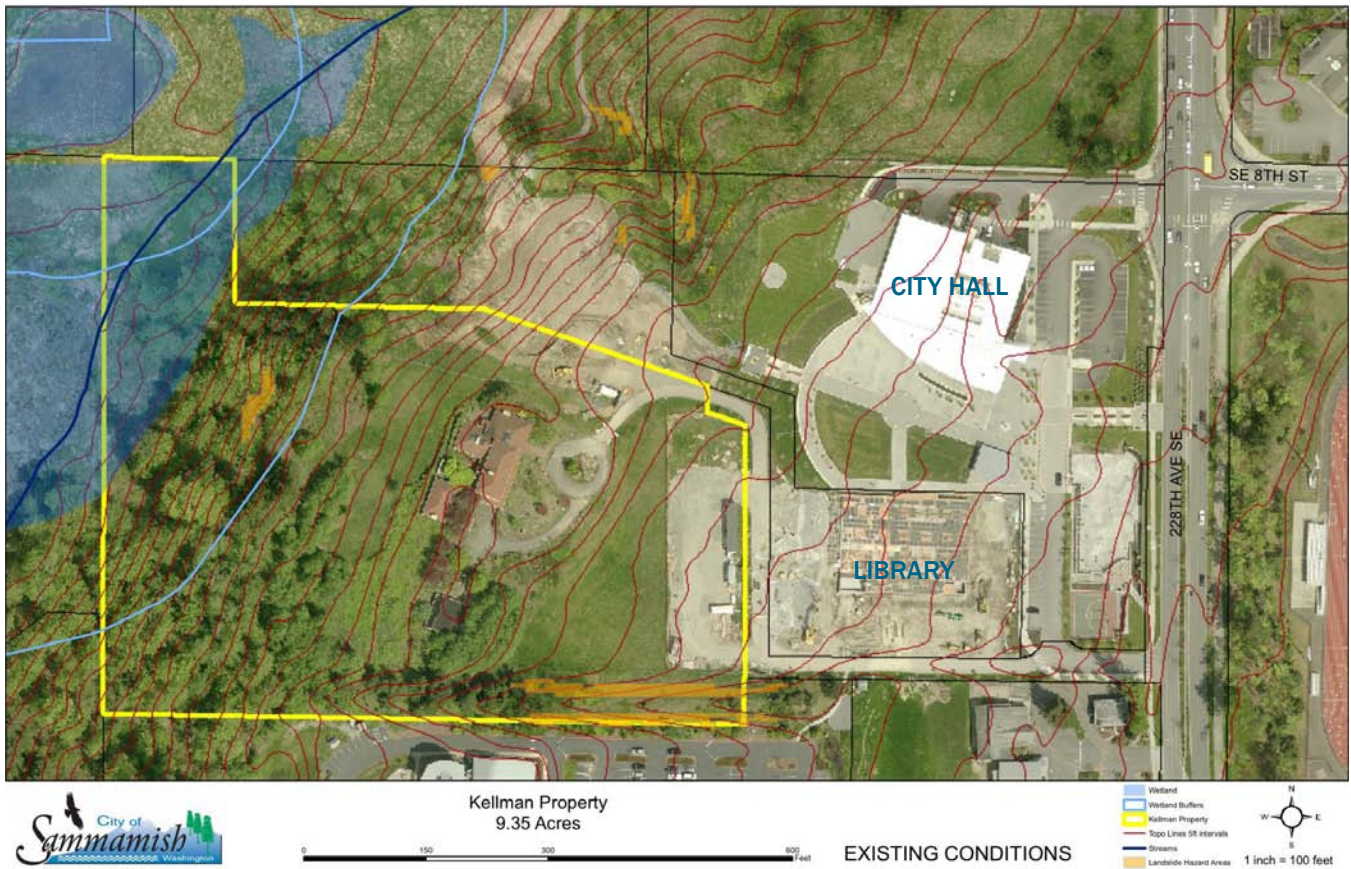 SE 8TH ST
CITY HALL
228TH AVE SE
LIBRARY
City of
Sammamish
Washington
Kellman Property
9.35 Acres
0 150 300 600
Feet
EXISTING CONDITIONS
Wetland
Wetland Buffers
Kellman Property
Topo Lines 5ft intervals
Streams
Landslide Hazard Areas
N
W E
S
1 inch = 100 feet